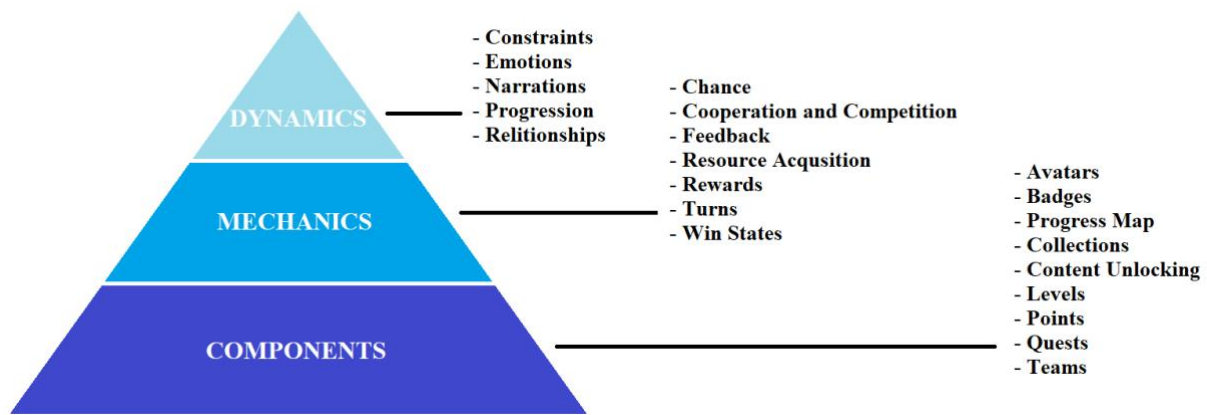 DYNAMICS
- Constraints
- Emotions
- Narrations
- Progression
- Relitionships
MECHANICS
- Chance
- Cooperation and Competition
- Feedback
- Resource Acqusition
- Rewards
- Turns
- Win States
COMPONENTS
- Avatars
- Badges
- Progress Map
- Collections
- Content Unlocking
- Levels
- Points
- Quests
- Teams